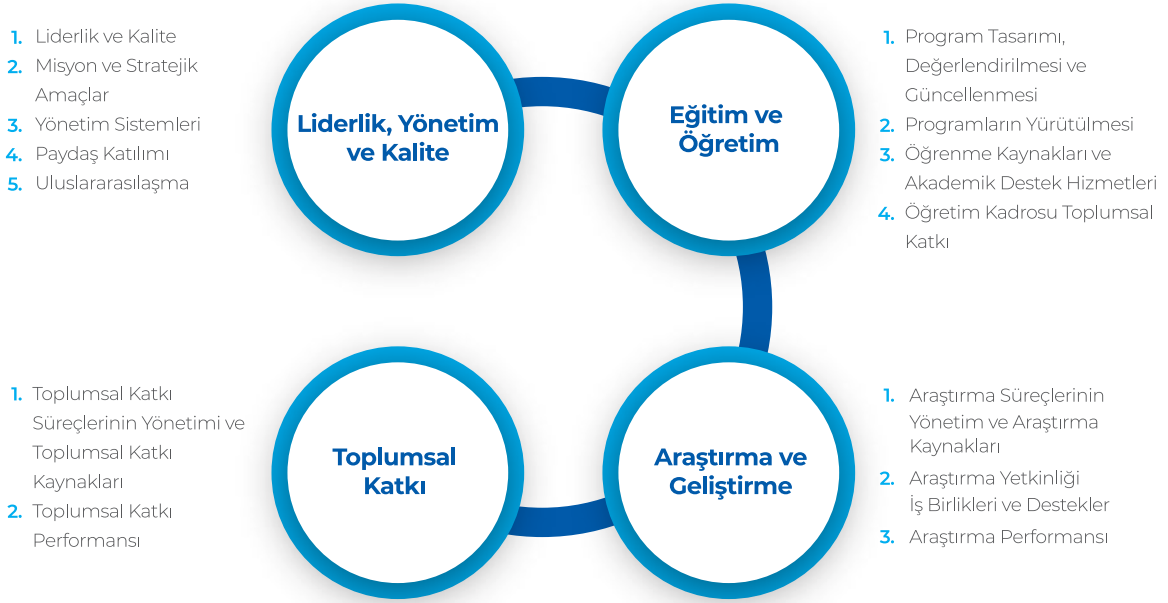 1. Liderlik ve Kalite
2. Misyon ve Stratejik
Amaçlar
3. Yönetim Sistemleri
4. Paydaş Katılımı
5. Uluslararasılaşma
Liderlik, Yönetim
ve Kalite
Eğitim ve
Öğretim
1. Program Tasarımı,
Değerlendirilmesi ve
Güncellenmesi
2. Programların Yürütülmesi
3. Öğrenme Kaynakları ve
Akademik Destek Hizmetleri
4. Öğretim Kadrosu Toplumsal
Katkı
1. Toplumsal Katkı
Süreçlerinin Yönetimi ve
Toplumsal Katkı
Kaynakları
2. Toplumsal Katkı
Performansı
Toplumsal
Katkı
Araştırma ve
Geliştirme
1. Araştırma Süreçlerinin
Yönetim ve Araştırma
Kaynakları
2. Araştırma Yetkinliği
İş Birlikleri ve Destekler
3. Araştırma Performansı